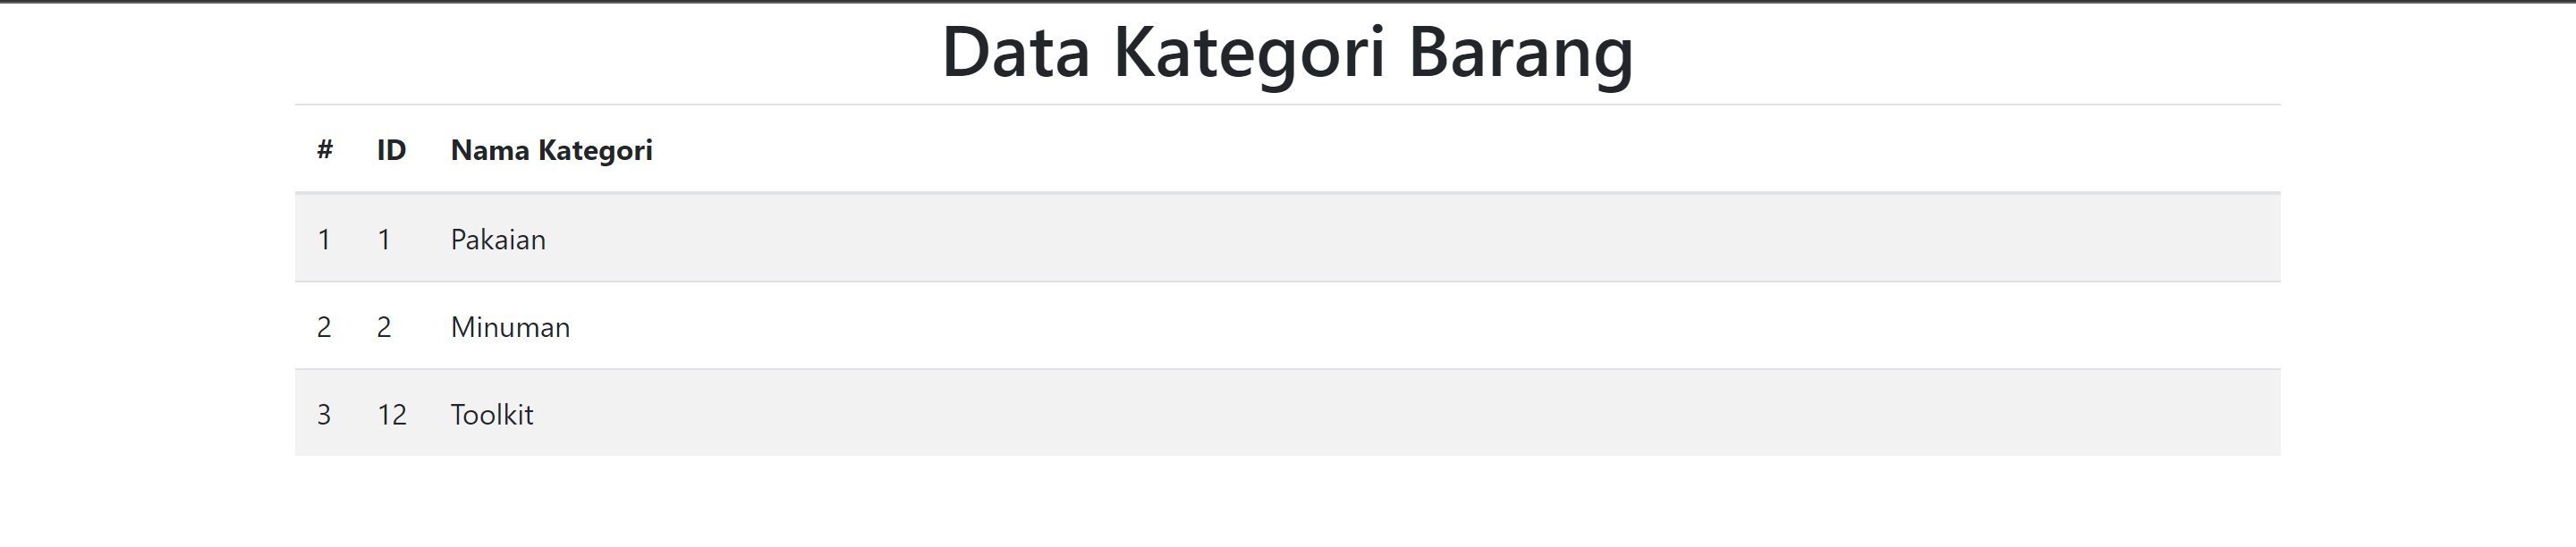 Data Kategori Barang
# ID Nama Kategori
1 1 Pakaian
2 2 Minuman
3 12 Toolkit